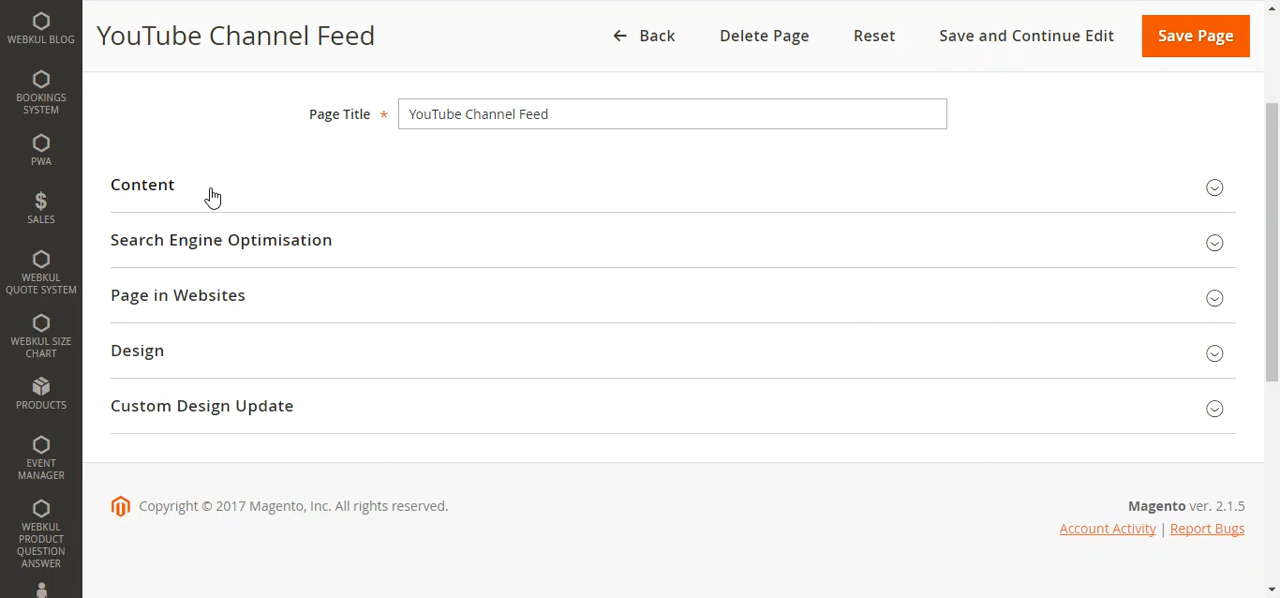 WEBKUL BLOG
BOOKINGS
SYSTEM
PWA
$
SALES
WEBKUL
QUOTE SYSTEM
WEBKUL SIZE
CHART
PRODUCTS
EVENT
MANAGER
WEBKUL
PRODUCT
QUESTION
ANSWER
YouTube Channel Feed
← Back Delete Page Reset Save and Continue Edit Save Page
Page Title * YouTube Channel Feed
Content
Search Engine Optimisation
Page in Websites
Design
Custom Design Update
Copyright © 2017 Magento, Inc. All rights reserved.
Magento ver. 2.1.5
Account Activity | Report Bugs